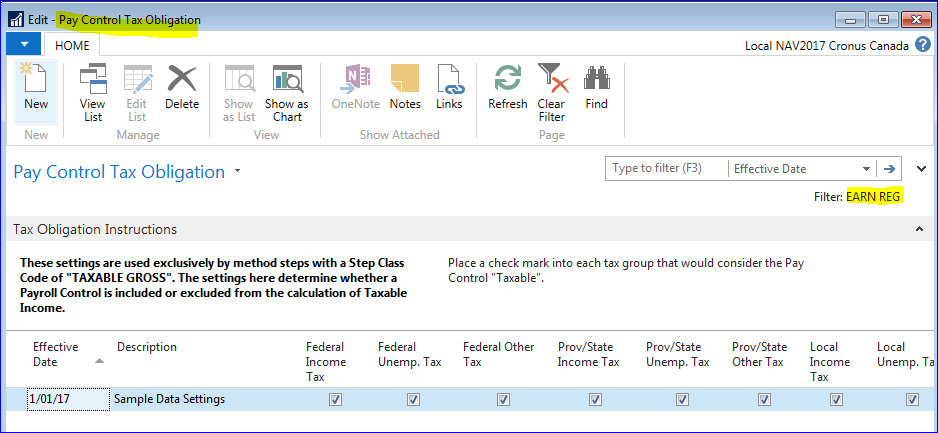 Edit - Pay Control Tax Obligation
HOME
Local NAV2017 Cronus Canada
New
View List
Edit List
Delete
Show as List
Show as Chart
OneNote
Notes
Links
Refresh
Clear Filter
Find
New
Manage
View
Show Attached
Page
Pay Control Tax Obligation
Type to filter (F3)
Effective Date
Filter: EARN REG
Tax Obligation Instructions
These settings are used exclusively by method steps with a Step Class
Code of "TAXABLE GROSS". The settings here determine whether a
Payroll Control is included or excluded from the calculation of Taxable
Income.
Place a check mark into each tax group that would consider the Pay
Control "Taxable".
Effective Date
Description
Federal Income Tax
Federal Unemp. Tax
Federal Other Tax
Prov/State Income Tax
Prov/State Unemp. Tax
Prov/State Other Tax
Local Income Tax
Local Unemp. Ta
1/01/17
Sample Data Settings